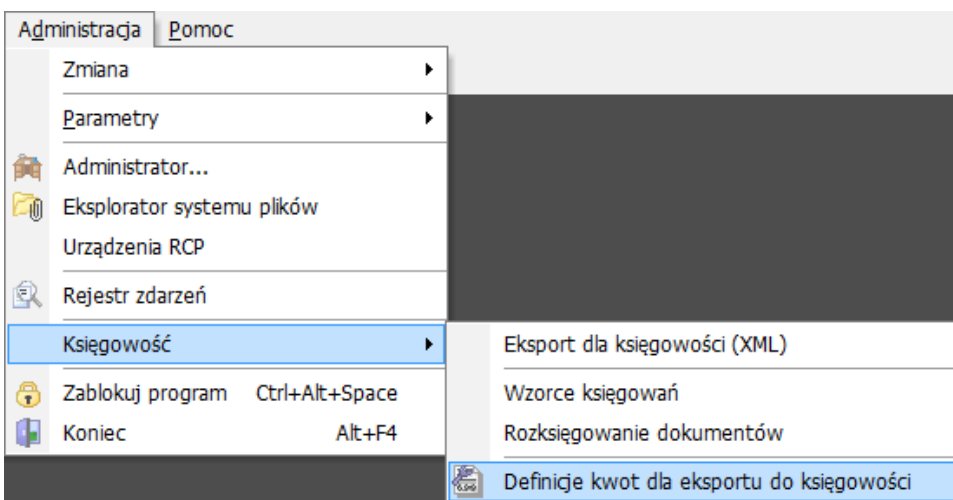 Administracja Pomoc
Zmiana
Parametry
Administrator...
Eksplorator systemu plików
Urządzenia RCP
Rejestr zdarzeń
Księgowość
Eksport dla księgowości (XML)
Zablokuj program Ctrl+Alt+Space
Wzorce księgowań
Koniec Alt+F4
Rozksięgowanie dokumentów
Definicje kwot dla eksportu do księgowości